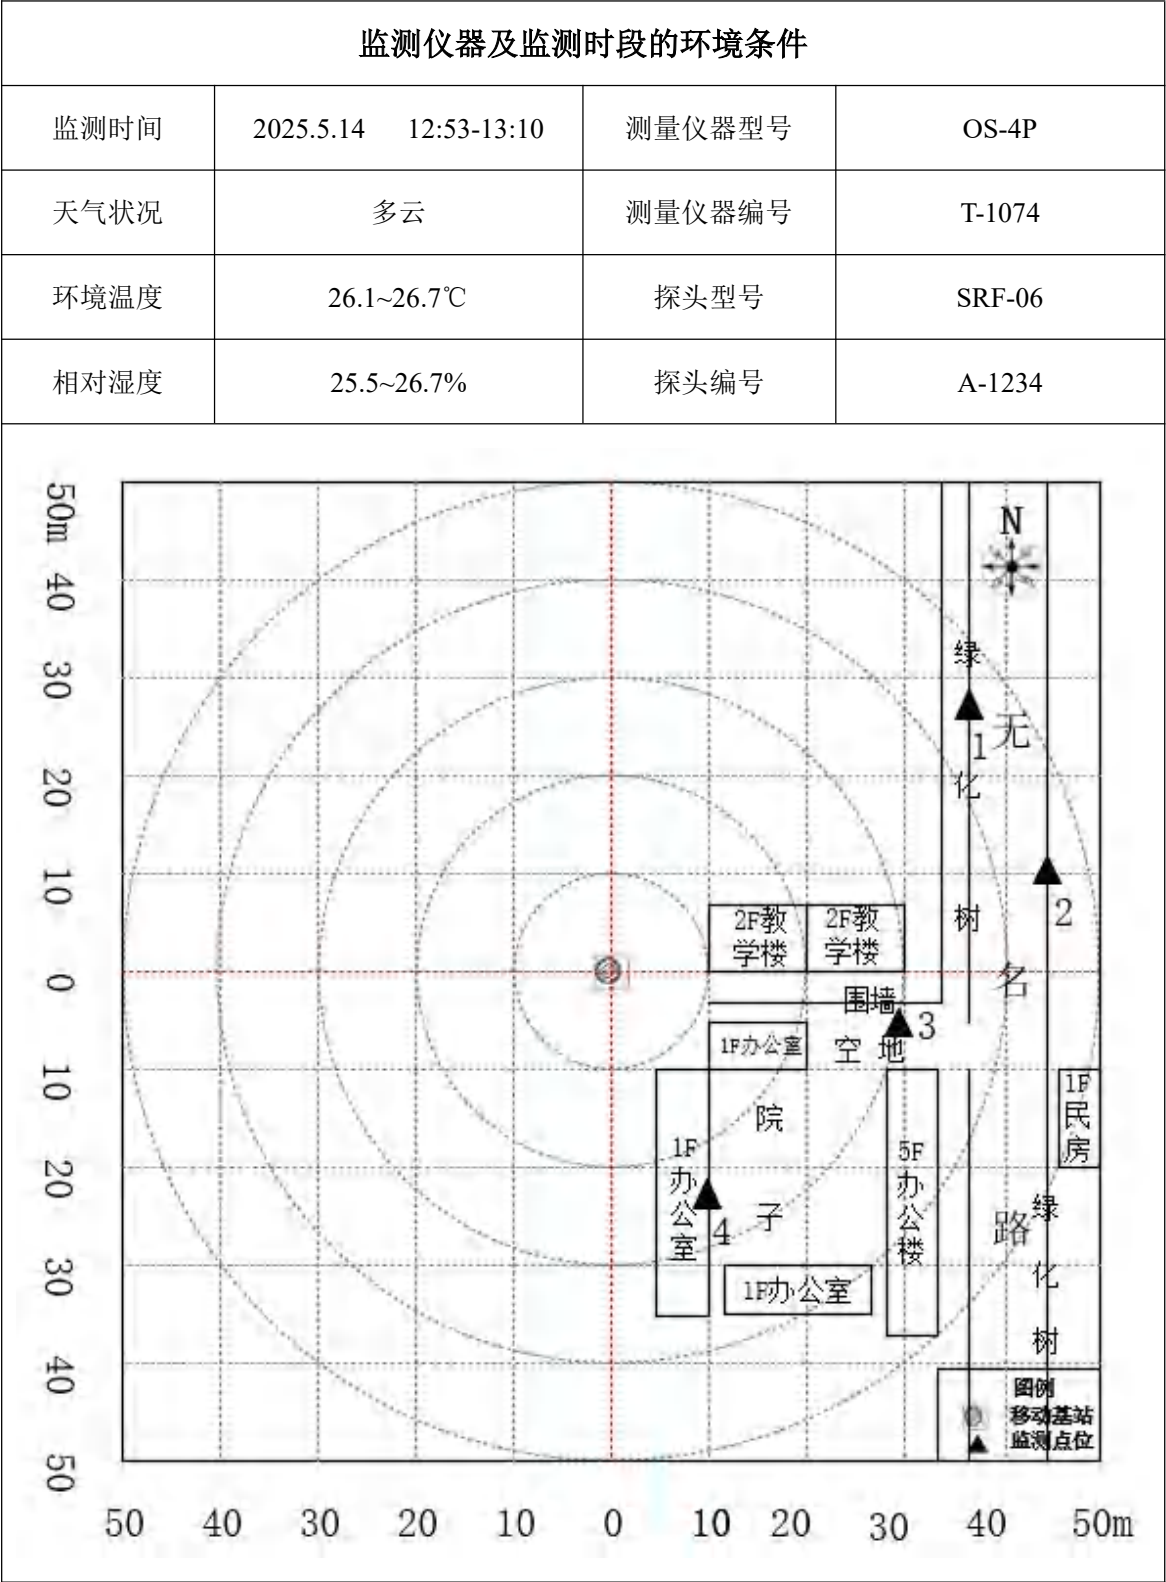 监测仪器及监测时段的环境条件
监测时间 2025.5.14 12:53-13:10 测量仪器型号 OS-4P
天气状况 多云 测量仪器编号 T-1074
环境温度 26.1~26.7℃ 探头型号 SRF-06
相对湿度 25.5~26.7% 探头编号 A-1234
50m
40
30
20
10
0
10
20
30
40
50
N
绿
化
树
1
无
名
路
2
2F教
学楼
2F教
学楼
围墙
3
空地
1F办公室
1F
民
房
院
子
1F
办
公
室
4
5F
办
公
楼
1F办公室
绿
化
树
图例
移动基站
监测点位
50 40 30 20 10 0 10 20 30 40 50m